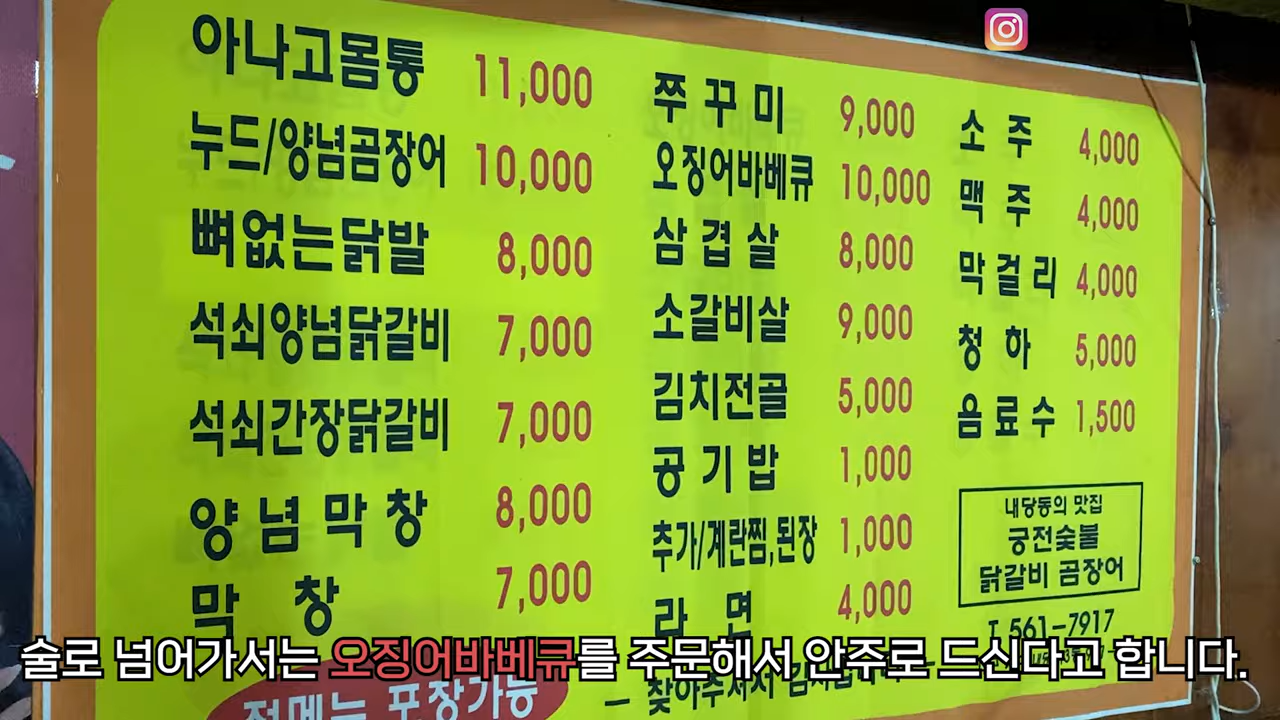 아나고몸통 11,000
누드/양념곰장어 10,000
뼈없는닭발 8,000
석쇠양념닭갈비 7,000
석쇠간장닭갈비 7,000
양념막창 8,000
막창 7,000
쭈꾸미 9,000
오징어바베큐 10,000
삼겹살 8,000
소갈비살 9,000
김치전골 5,000
공기밥 1,000
추가/계란찜,된장 1,000
라면 4,000
소주 4,000
맥주 4,000
막걸리 4,000
청하 5,000
음료수 1,500
내당동의 맛집
궁전숯불
닭갈비 곰장어
T.561-7917
술로 넘어가서는 오징어바베큐를 주문해서 안주로 드신다고 합니다.
전메뉴 포장가능